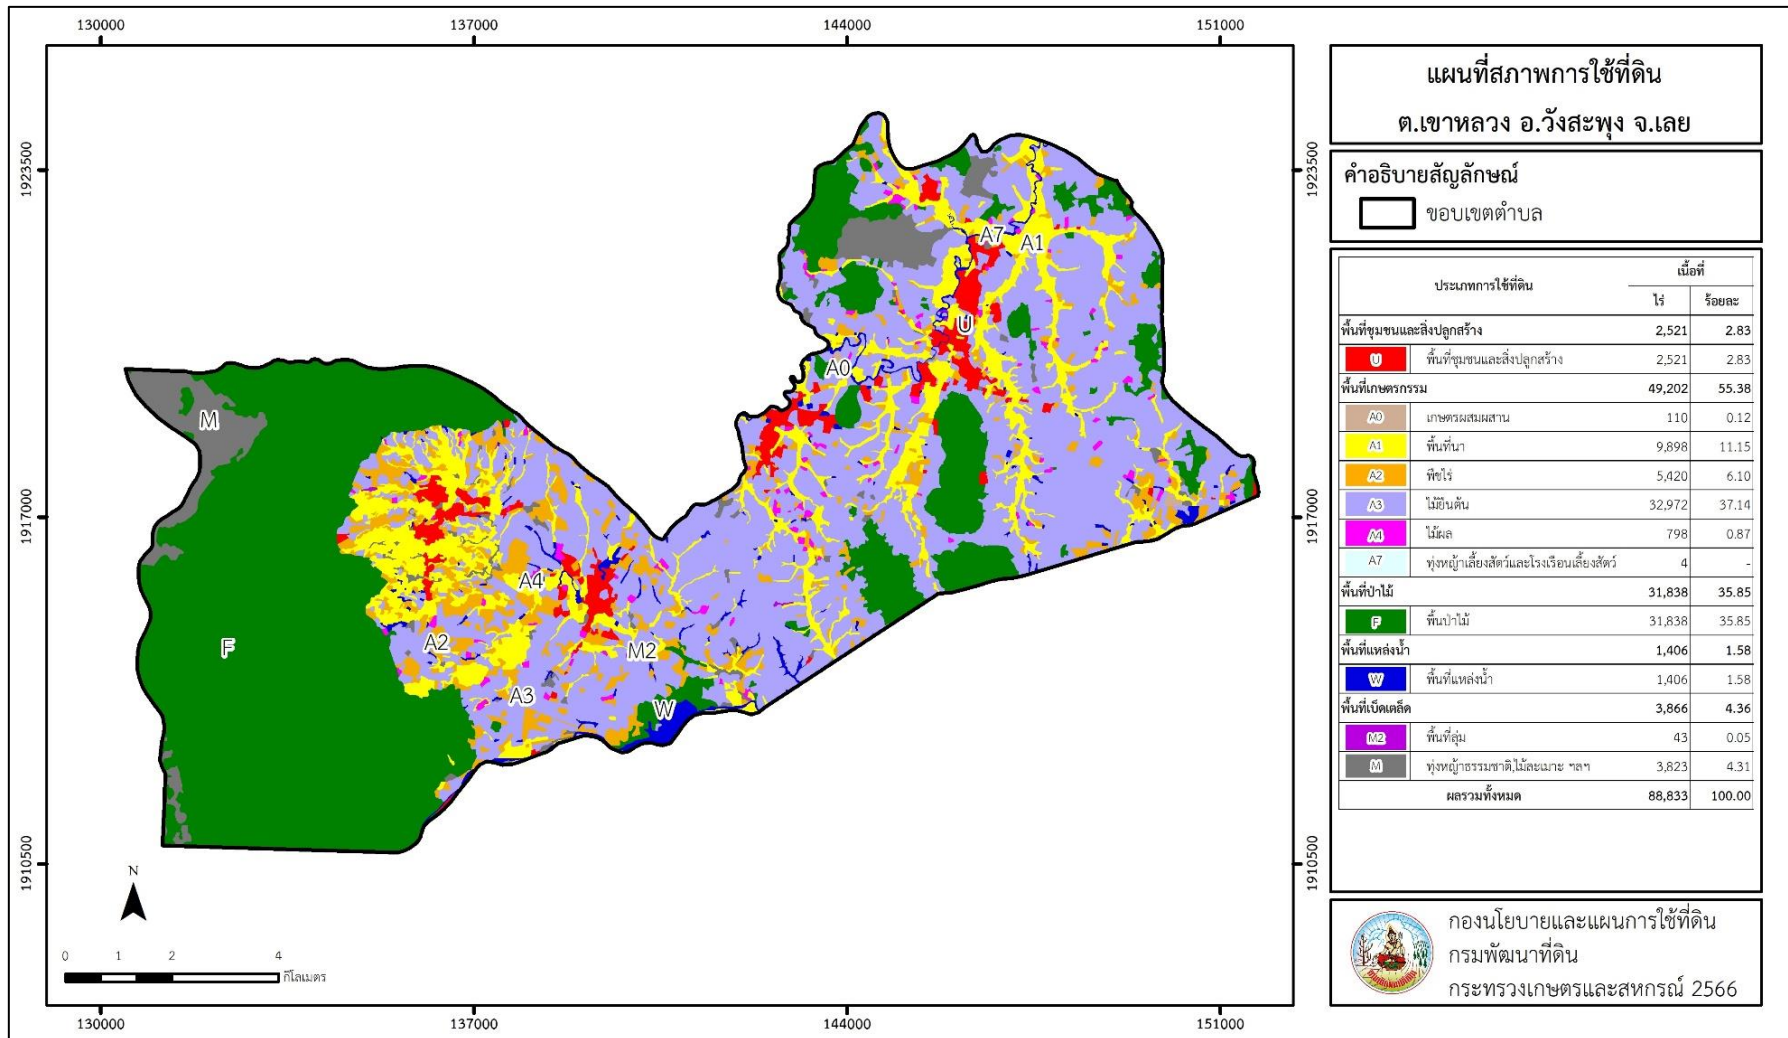 130000 137000 144000 151000
1923500 1923500
1917000 1917000
1910500 1910500
A7
A1
U
A0
M
A4
F
A2
M2
A3
W
N
0 1 2 4
กิโลเมตร
130000 137000 144000 151000
แผนที่สภาพการใช้ที่ดิน
ต.เขาหลวง อ.วังสะพุง จ.เลย
คำอธิบายสัญลักษณ์
ขอบเขตตำบล
ประเภทการใช้ที่ดิน เนื้อที่
ไร่ ร้อยละ
พื้นที่ชุมชนและสิ่งปลูกสร้าง 2,521 2.83
U พื้นที่ชุมชนและสิ่งปลูกสร้าง 2,521 2.83
พื้นที่เกษตรกรรม 49,202 55.38
A0 เกษตรผสมผสาน 110 0.12
A1 พื้นที่นา 9,898 11.15
A2 พืชไร่ 5,420 6.10
A3 ไม้ยืนต้น 32,972 37.14
A4 ไม้ผล 798 0.87
A7 ทุ่งหญ้าเลี้ยงสัตว์และโรงเรือนเลี้ยงสัตว์ 4 -
พื้นที่ป่าไม้ 31,838 35.85
F พื้นป่าไม้ 31,838 35.85
พื้นที่แหล่งน้ำ 1,406 1.58
W พื้นที่แหล่งน้ำ 1,406 1.58
พื้นที่เบ็ดเตล็ด 3,866 4.36
M2 พื้นที่ลุ่ม 43 0.05
M ทุ่งหญ้าธรรมชาติ,ไม้ละเมาะ ฯลฯ 3,823 4.31
ผลรวมทั้งหมด 88,833 100.00
กองนโยบายและแผนการใช้ที่ดิน
กรมพัฒนาที่ดิน
กระทรวงเกษตรและสหกรณ์ 2566